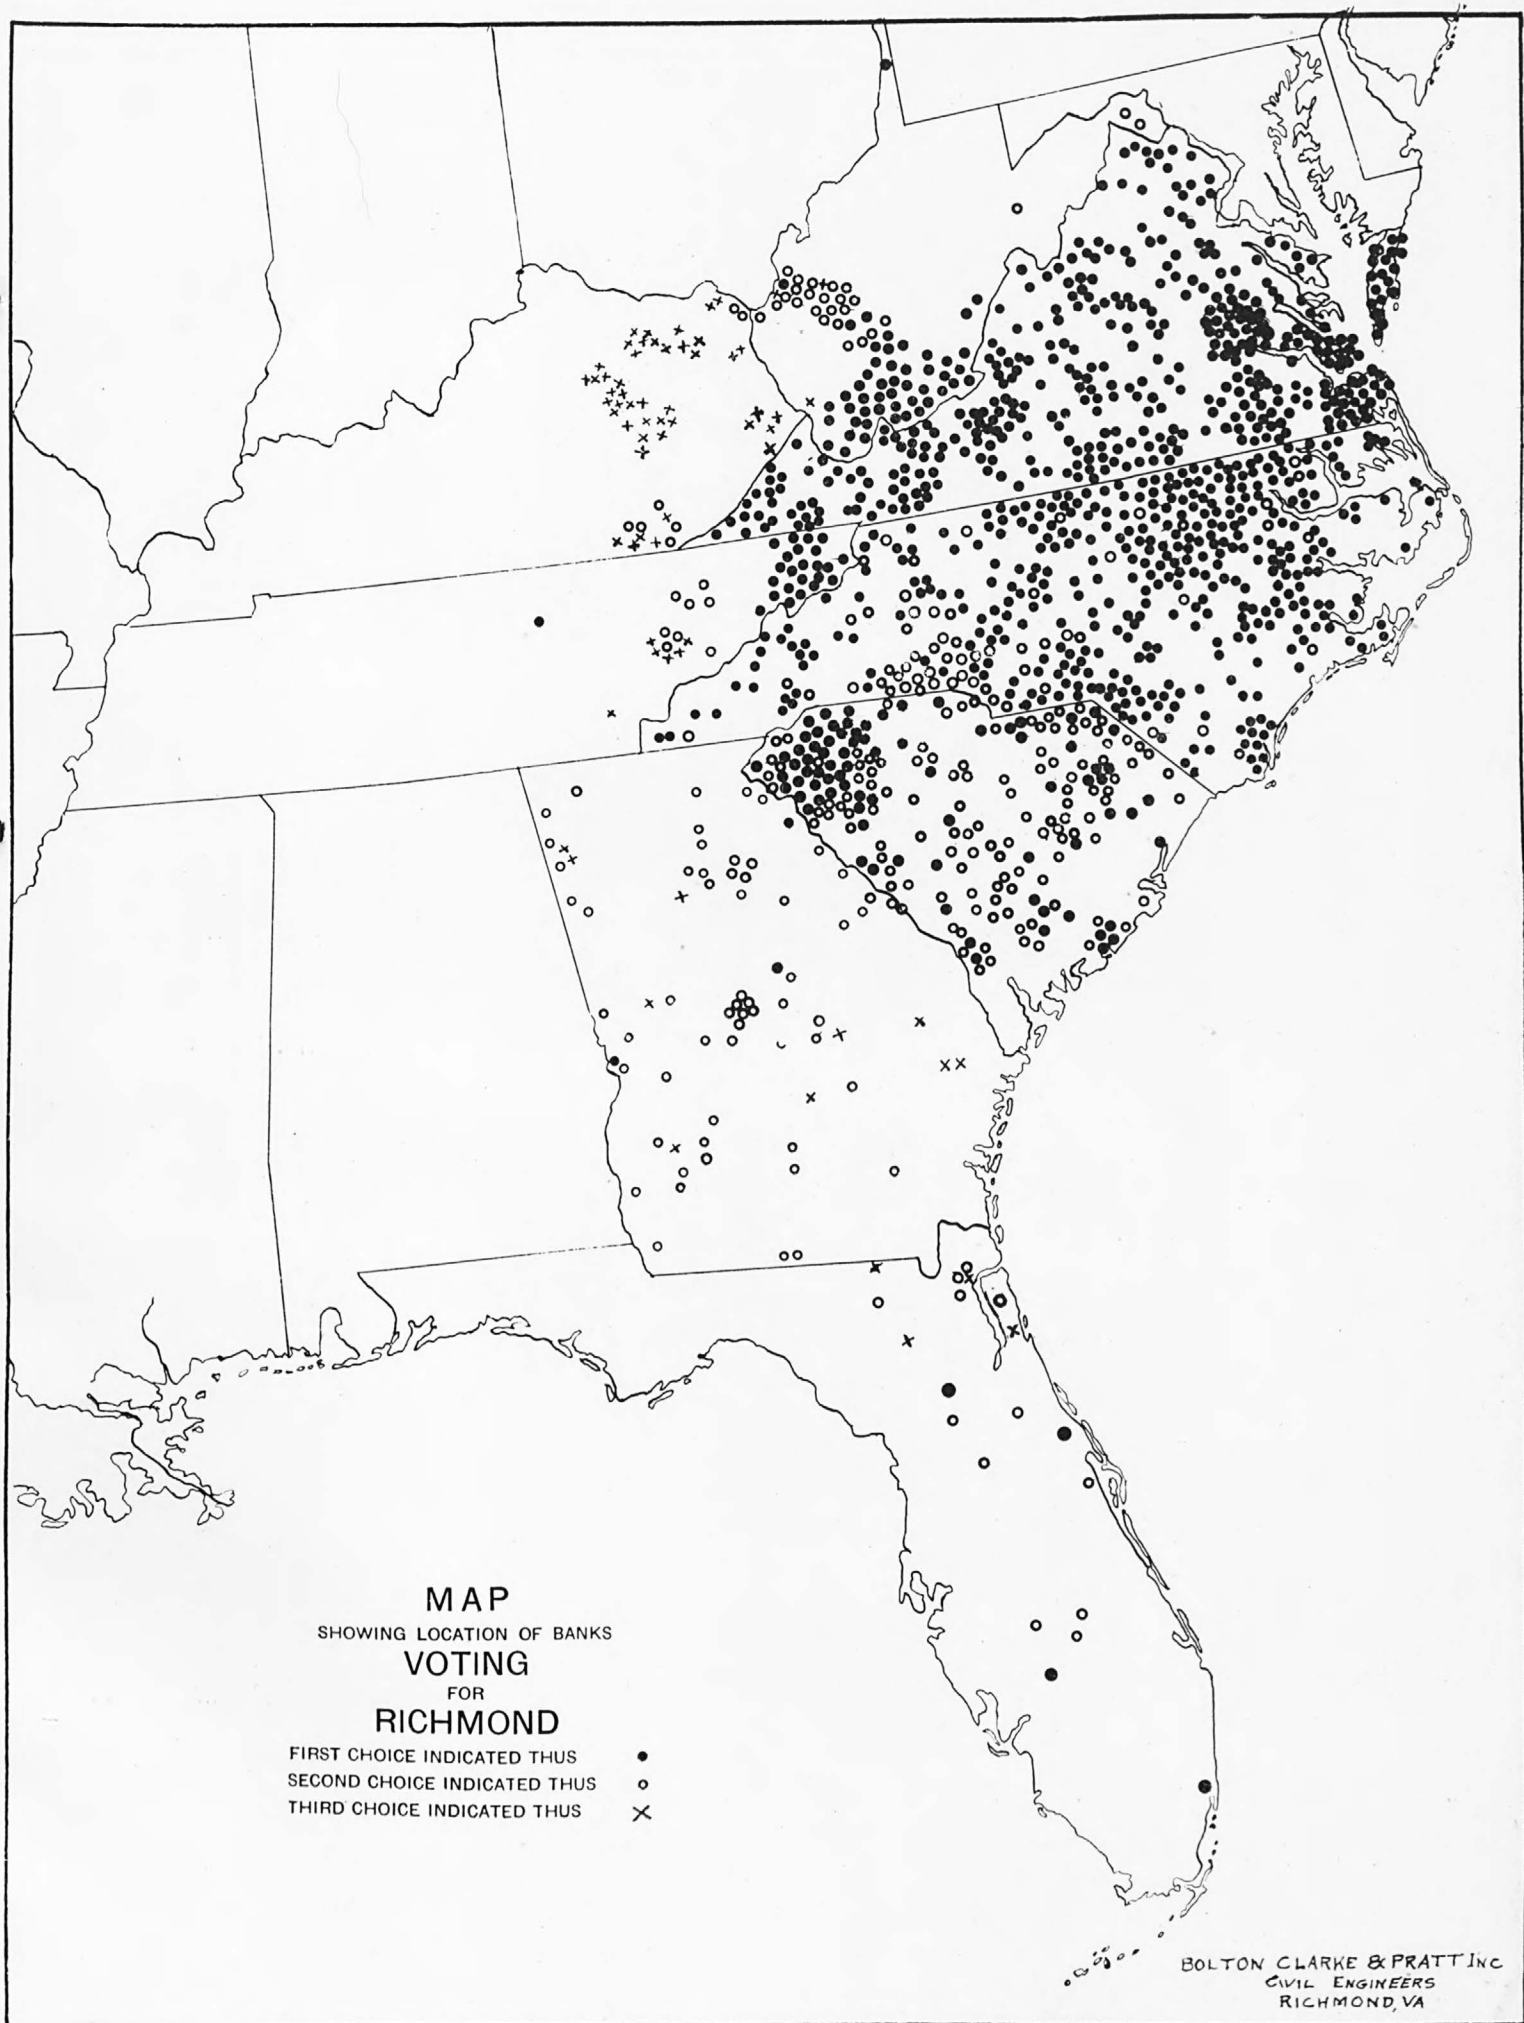 MAP
SHOWING LOCATION OF BANKS
VOTING
FOR
RICHMOND
FIRST CHOICE INDICATED THUS
SECOND CHOICE INDICATED THUS
THIRD CHOICE INDICATED THUS
BOLTON CLARKE & PRATT INC
CIVIL ENGINEERS
RICHMOND, VA